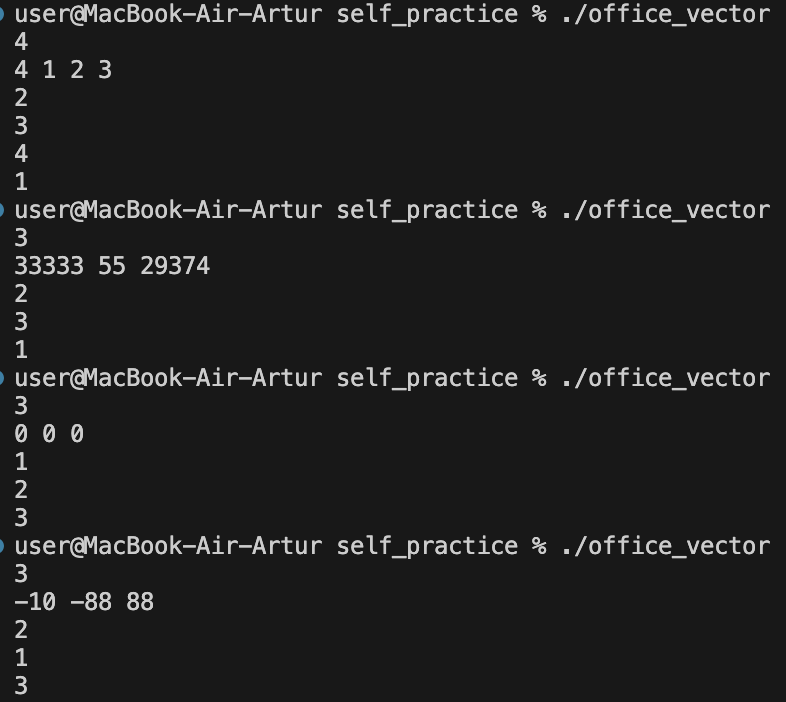 user@MacBook-Air-Artur self_practice % ./office_vector
4
4 1 2 3
2
3
4
1
user@MacBook-Air-Artur self_practice % ./office_vector
3
33333 55 29374
2
3
1
user@MacBook-Air-Artur self_practice % ./office_vector
3
0 0 0
1
2
3
user@MacBook-Air-Artur self_practice % ./office_vector
3
-10 -88 88
2
1
3